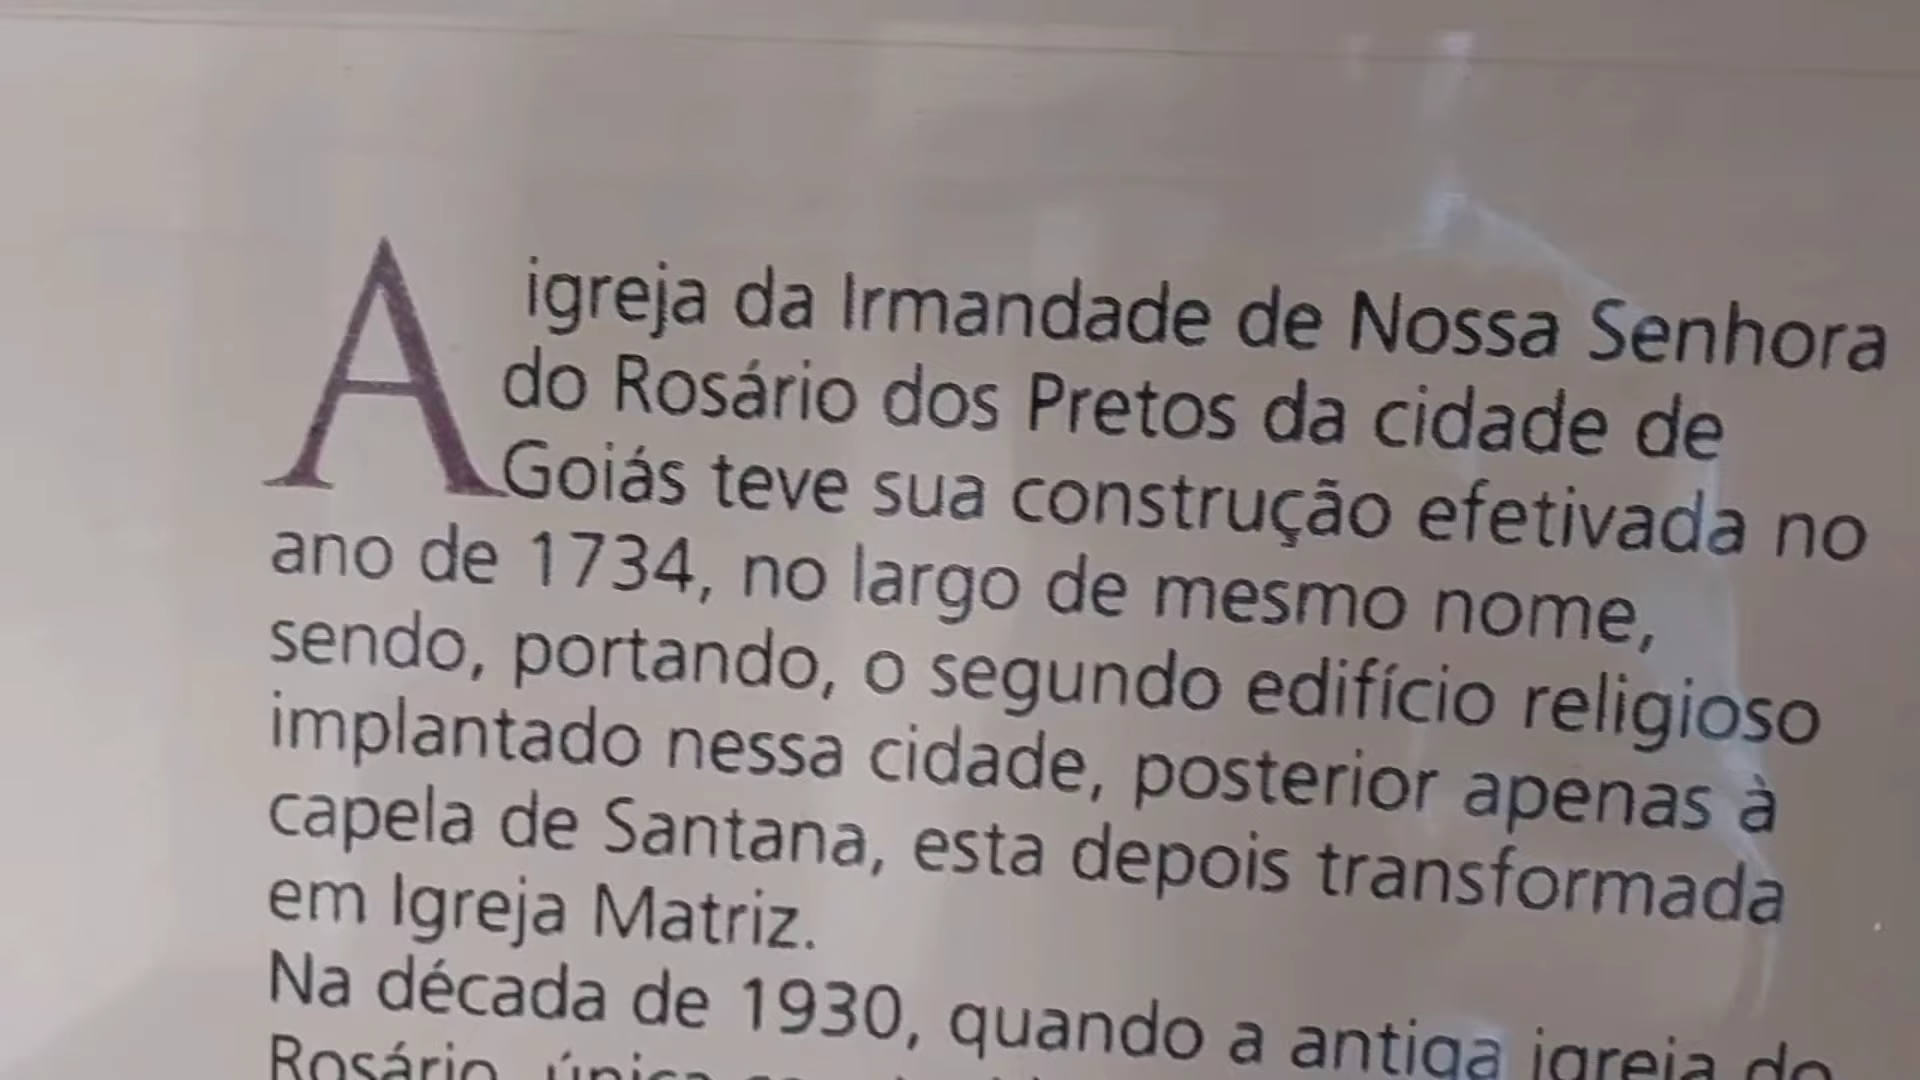 A igreja da Irmandade de Nossa Senhora
do Rosário dos Pretos da cidade de
Goiás teve sua construção efetivada no
ano de 1734, no largo de mesmo nome,
sendo, portando, o segundo edifício religioso
implantado nessa cidade, posterior apenas à
capela de Santana, esta depois transformada
em Igreja Matriz.
Na década de 1930, quando a antiga igreja do
Rosário, única